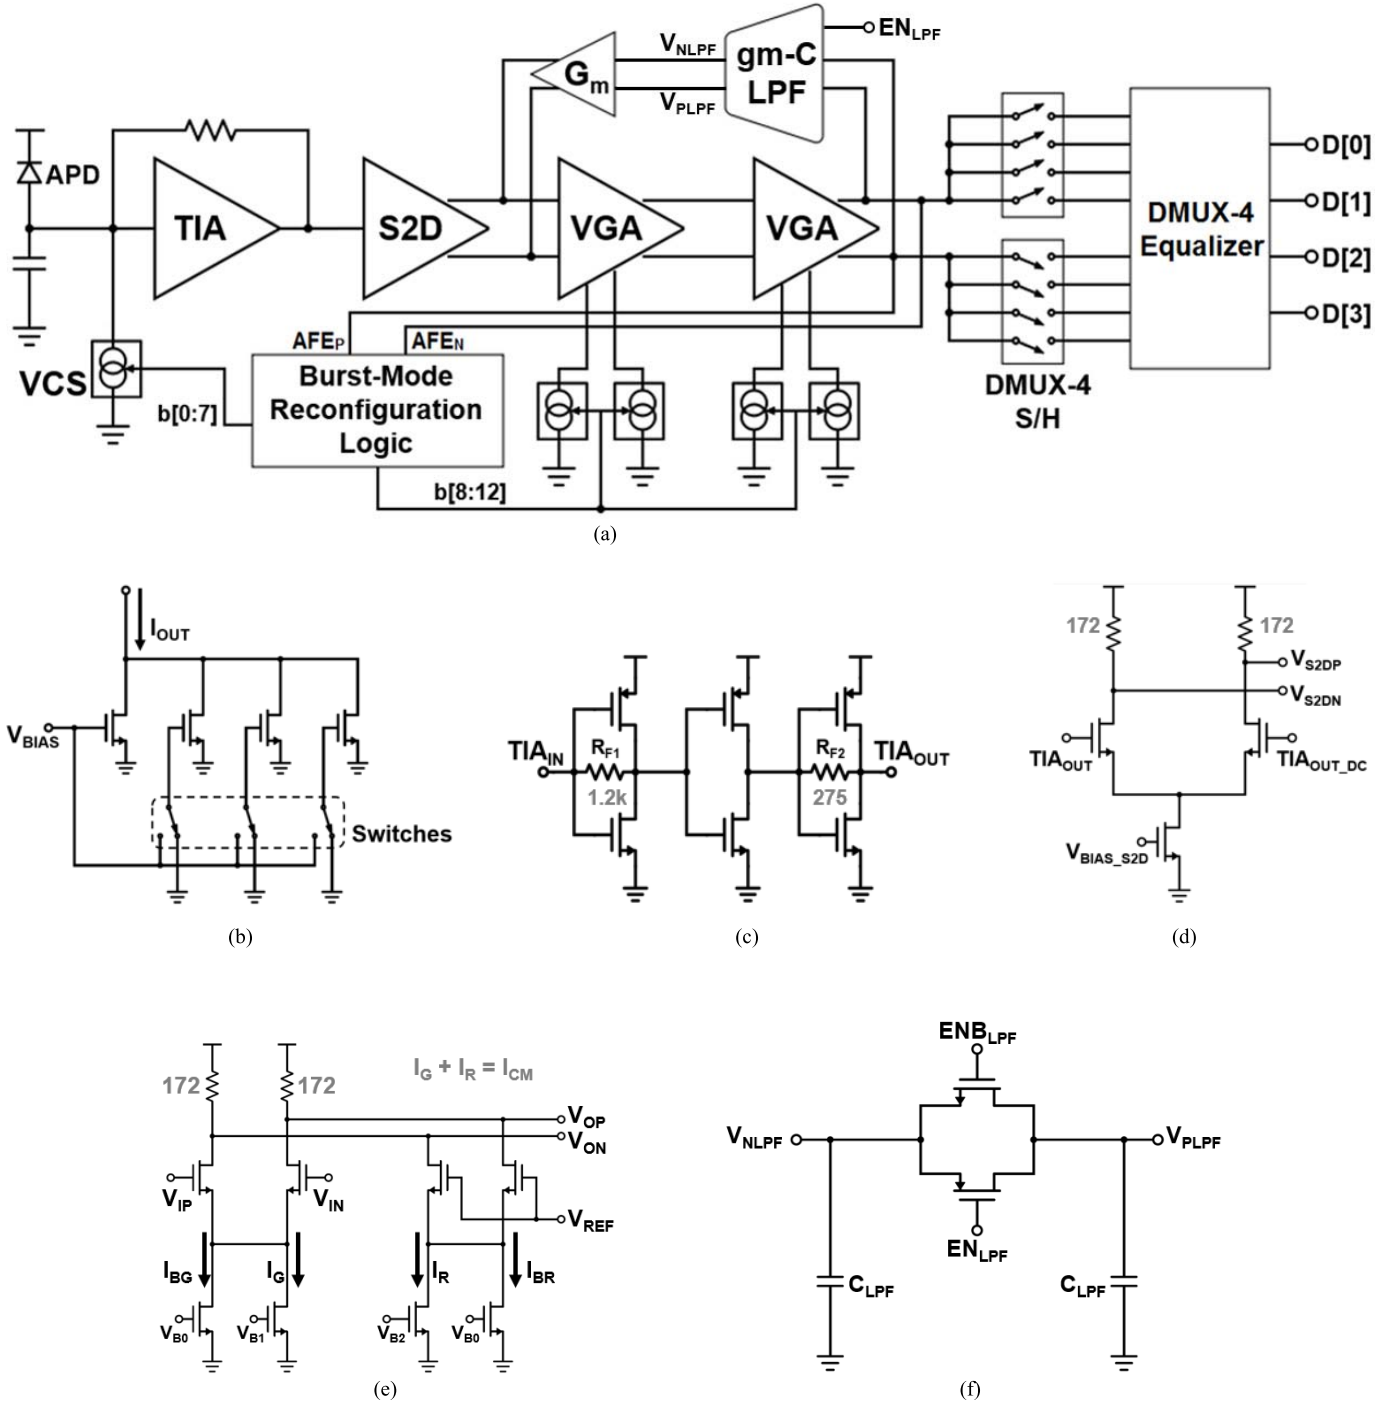 EN_LPF
V_NLPF
gm-C
LPF
G_m
V_PLPF
APD
TIA
S2D
VGA
VGA
DMUX-4
Equalizer
D[0]
D[1]
D[2]
D[3]
VCS
AFE_P
AFE_N
Burst-Mode
Reconfiguration
Logic
b[0:7]
b[8:12]
DMUX-4
S/H
(a)
I_OUT
V_BIAS
Switches
(b)
TIA_IN
R_F1
1.2k
R_F2
275
TIA_OUT
(c)
172
172
V_S2DP
V_S2DN
TIA_OUT
TIA_OUT_DC
V_BIAS_S2D
(d)
172
172
I_G + I_R = I_CM
V_OP
V_ON
V_IP
V_IN
V_REF
I_BG
I_G
I_R
I_BR
V_B0
V_B1
V_B2
V_B0
(e)
ENB_LPF
V_NLPF
V_PLPF
EN_LPF
C_LPF
C_LPF
(f)